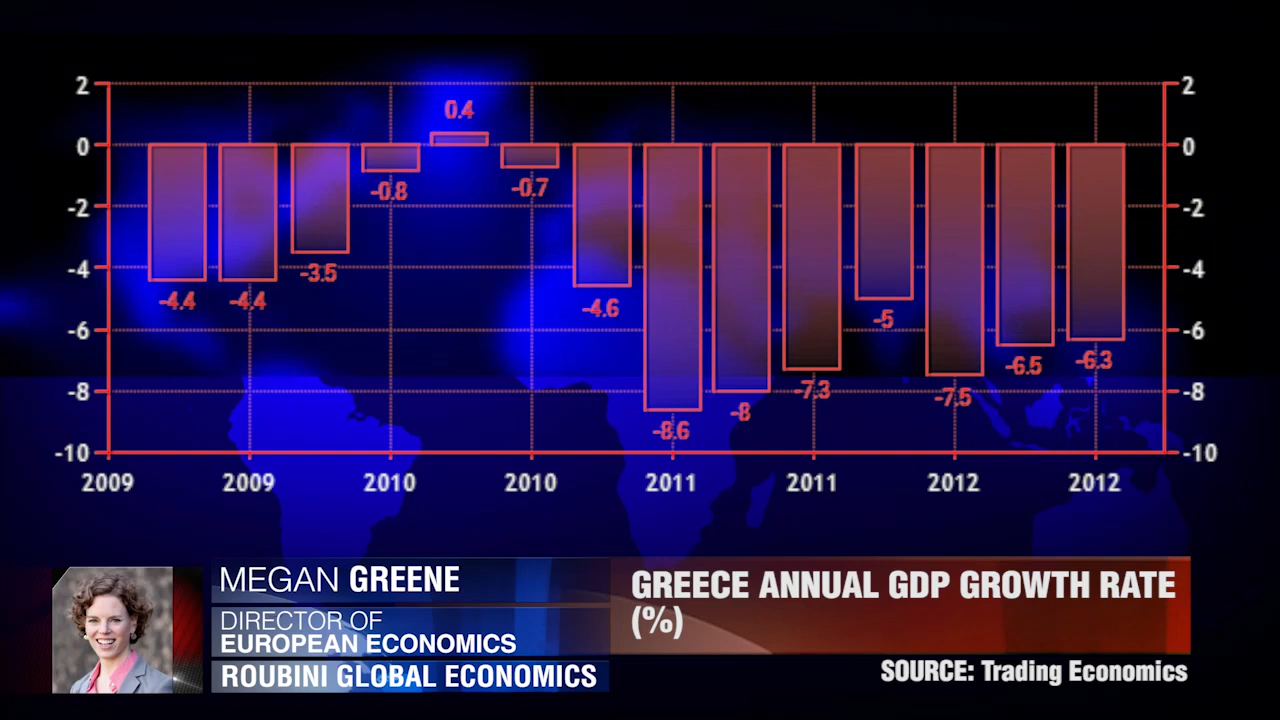 2 2
0.4
0 0
-0.8 -0.7
-2 -2
-4 -4
-4.4 -4.4 -3.5 -4.6
-5
-6 -6
-6.5 -6.3
-8 -7.3 -7.5 -8
-8.6 -8
-10 -10
2009 2009 2010 2010 2011 2011 2012 2012
MEGAN GREENE
DIRECTOR OF
EUROPEAN ECONOMICS
ROUBINI GLOBAL ECONOMICS
GREECE ANNUAL GDP GROWTH RATE
(%)
SOURCE: Trading Economics